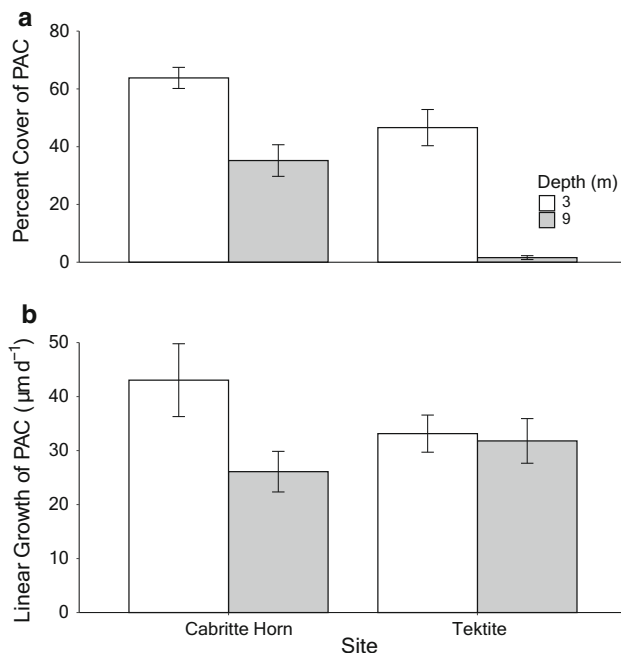 a
Percent Cover of PAC
80
60
40
20
0
Depth (m)
3
9
b
Linear Growth of PAC (µm d⁻¹)
50
40
30
20
10
0
Cabritte Horn
Tektite
Site